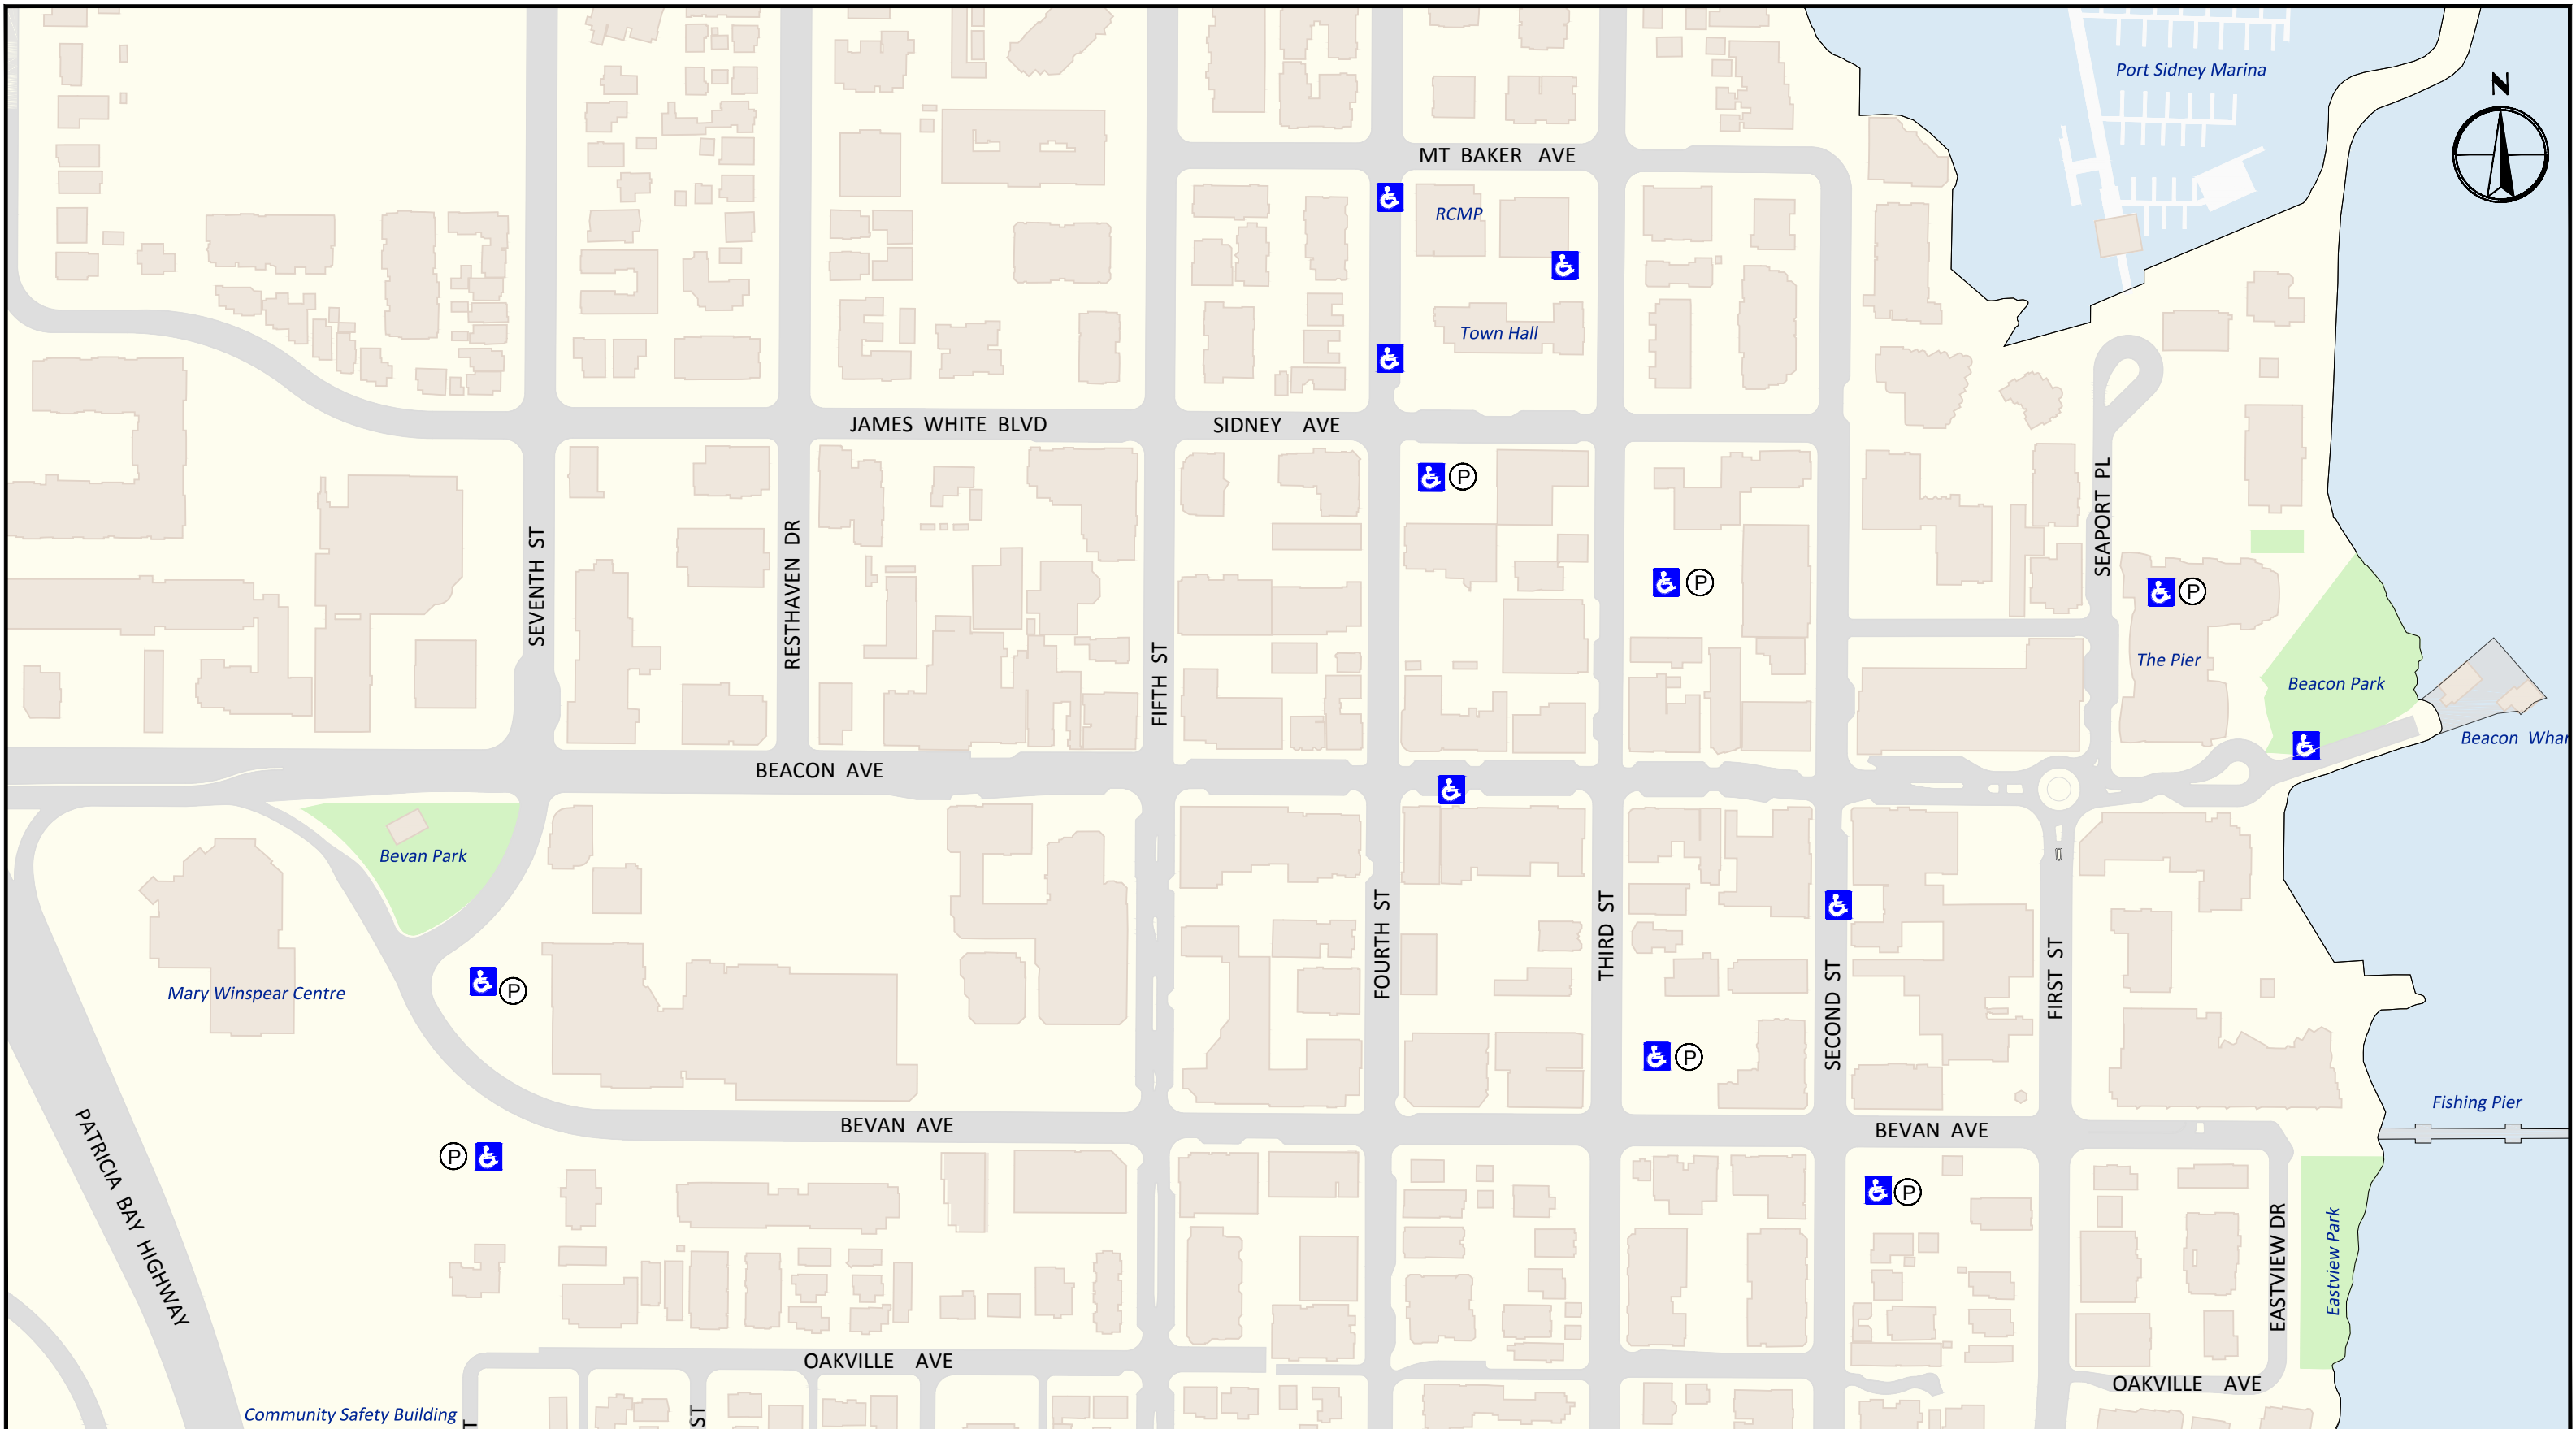 Port Sidney Marina
N
MT BAKER AVE
RCMP
Town Hall
JAMES WHITE BLVD
SIDNEY AVE
P
SEAPORT PL
SEVENTH ST
RESTHAVEN DR
P
P
FIFTH ST
The Pier
Beacon Park
Beacon Whar
BEACON AVE
Bevan Park
FOURTH ST
THIRD ST
SECOND ST
FIRST ST
Mary Winspear Centre
P
P
Fishing Pier
BEVAN AVE
BEVAN AVE
P
P
PATRICIA BAY HIGHWAY
EASTVIEW DR
Eastview Park
OAKVILLE AVE
OAKVILLE AVE
Community Safety Building
T
ST